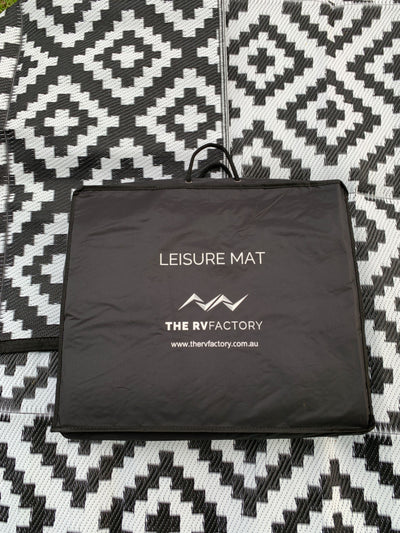 LEISURE MAT
THE RVFACTORY
www.thervfactory.com.au